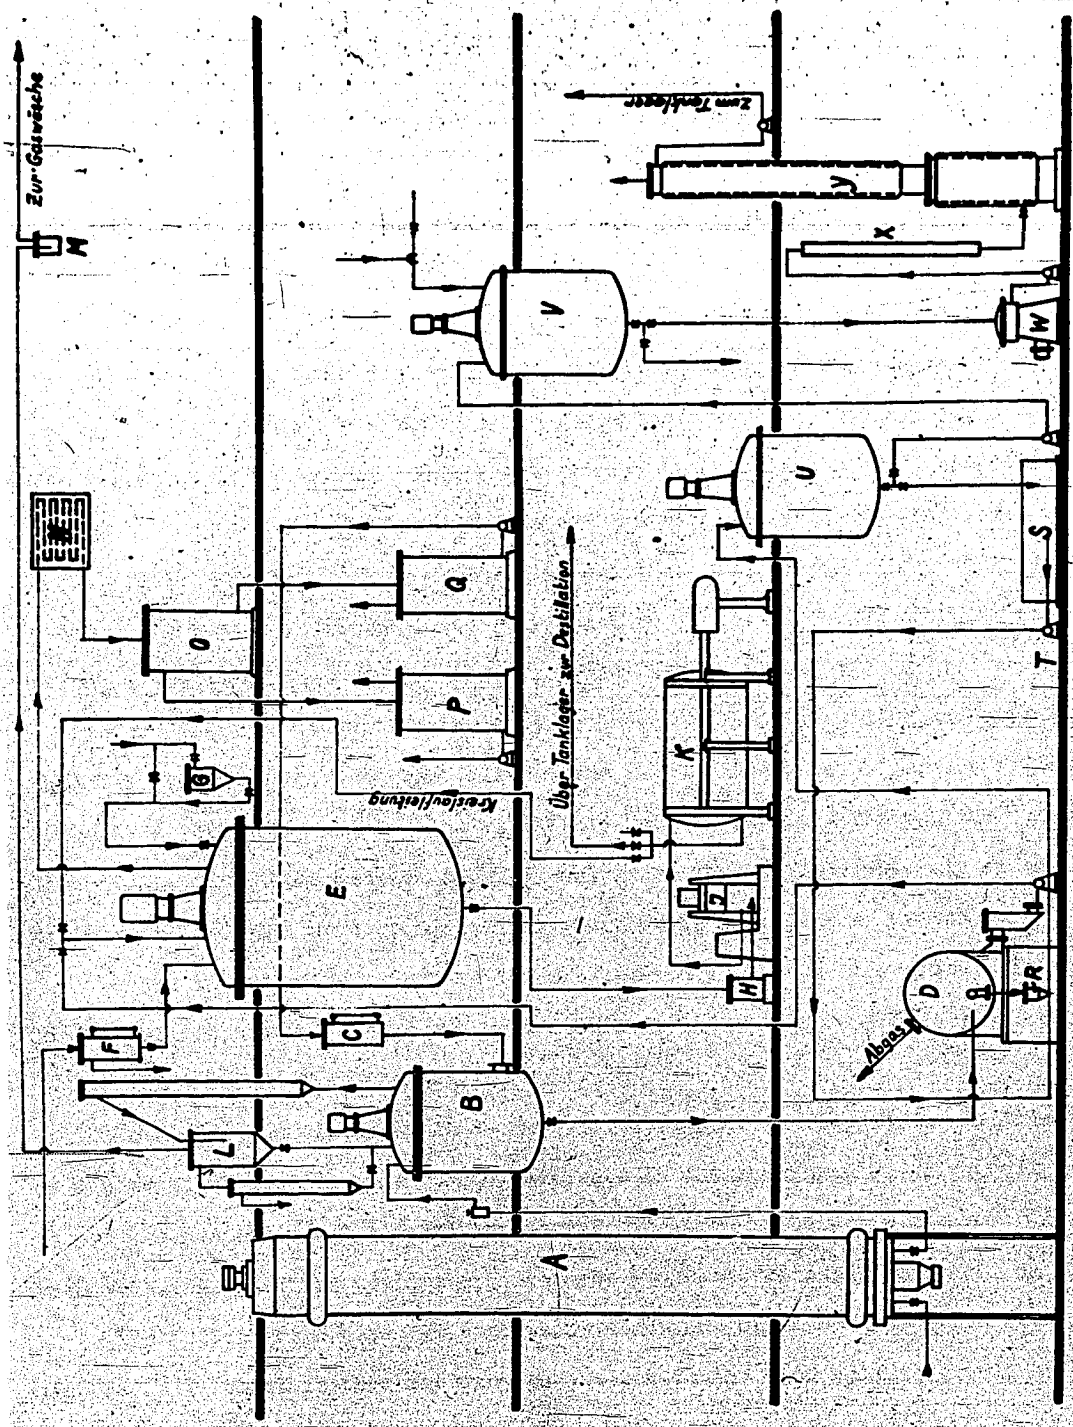 Zur Gaswäsche
M
Zum Tanklager
y
X
W
V
U
S
T
Über Tanklager zur Destillation
O
Q
P
G
Kreislaufleitung
E
K
J
H
D
R
Abgas
F
C
B
L
A